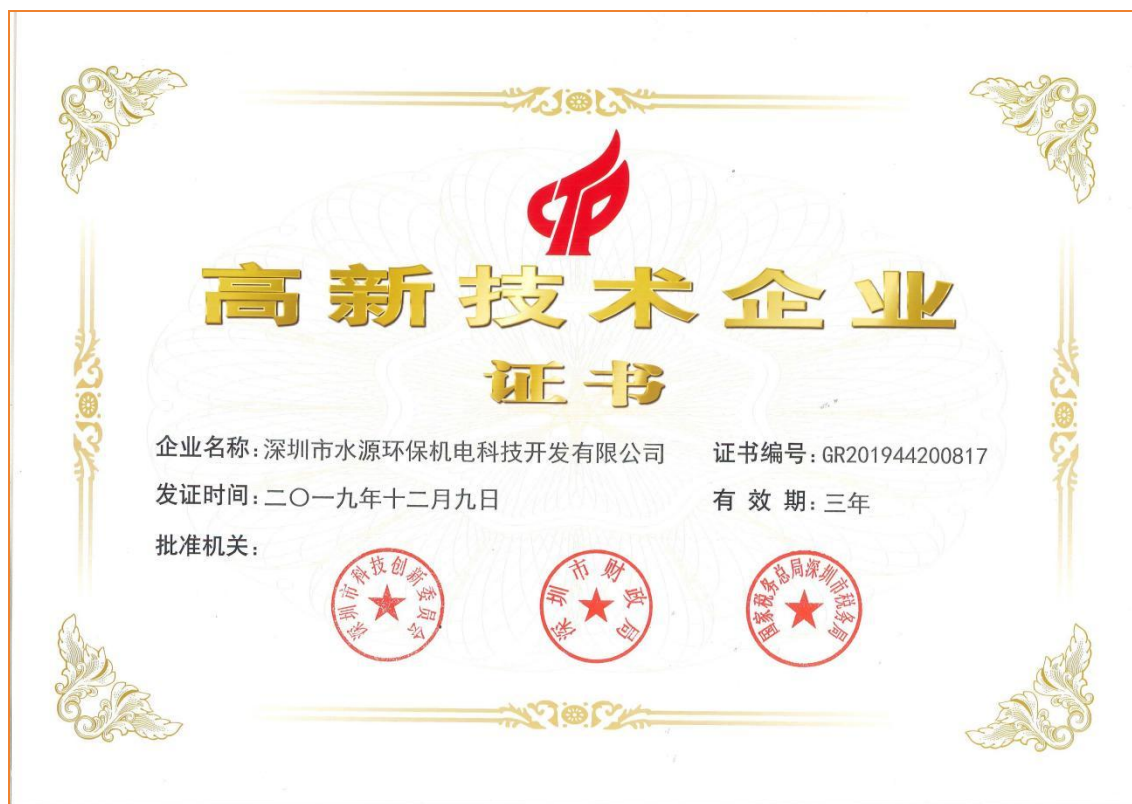 高新技术企业
证书
企业名称:深圳市水源环保机电科技开发有限公司 证书编号:GR201944200817
发证时间:二〇一九年十二月九日 有 效 期:三年
批准机关:
深圳市科技创新委员会
深圳市财政局
国家税务总局深圳市税务局